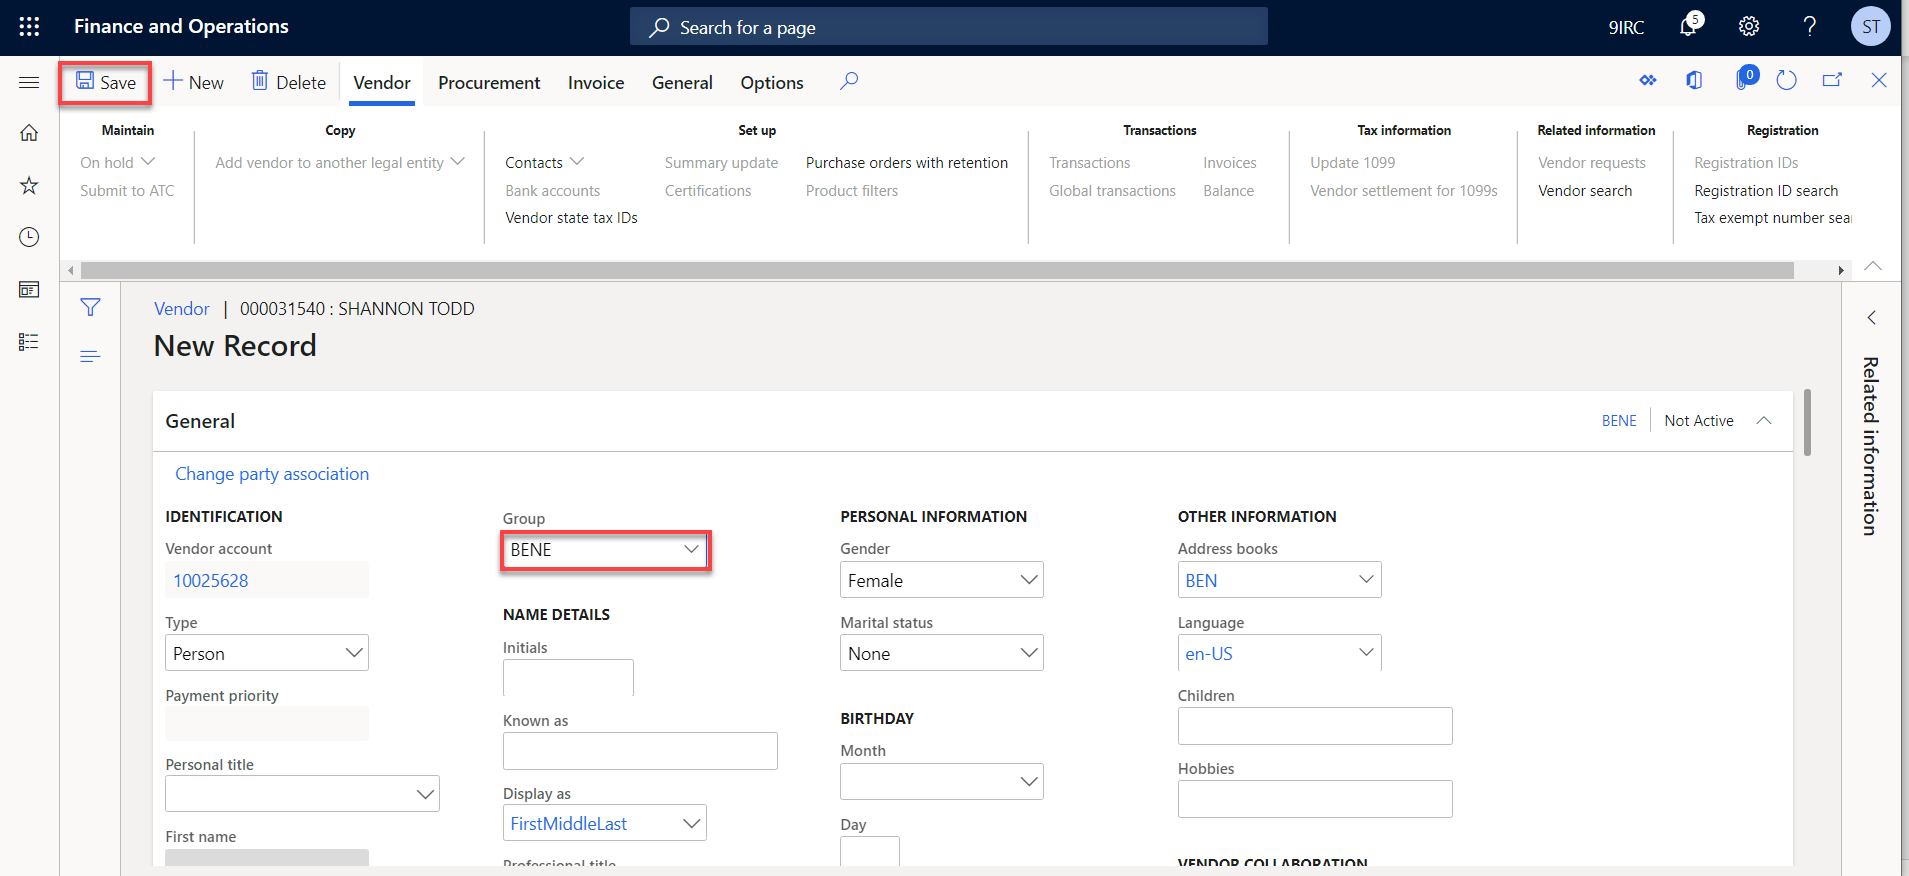 Finance and Operations
Search for a page
9IRC
5
?
ST
Save
New
Delete
Vendor
Procurement
Invoice
General
Options
0
Maintain
On hold
Submit to ATC
Copy
Add vendor to another legal entity
Set up
Contacts
Bank accounts
Vendor state tax IDs
Summary update
Certifications
Purchase orders with retention
Product filters
Transactions
Transactions
Global transactions
Invoices
Balance
Tax information
Update 1099
Vendor settlement for 1099s
Related information
Vendor requests
Vendor search
Registration
Registration IDs
Registration ID search
Tax exempt number sea
Vendor | 000031540 : SHANNON TODD
New Record
General
BENE
Not Active
Change party association
IDENTIFICATION
Vendor account
10025628
Type
Person
Payment priority
Personal title
First name
Group
BENE
NAME DETAILS
Initials
Known as
Display as
FirstMiddleLast
Professional title
PERSONAL INFORMATION
Gender
Female
Marital status
None
BIRTHDAY
Month
Day
OTHER INFORMATION
Address books
BEN
Language
en-US
Children
Hobbies
VENDOR COLLABORATION
Related information